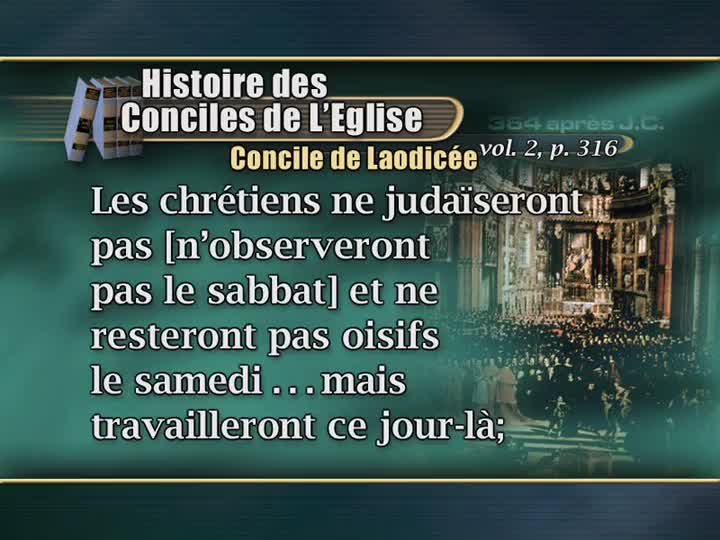 Histoire des
Conciles de L'Eglise
364 après J.C.
Concile de Laodicée vol. 2, p. 316
Les chrétiens ne judaïseront
pas [n'observeront
pas le sabbat] et ne
resteront pas oisifs
le samedi . . . mais
travailleront ce jour-là;